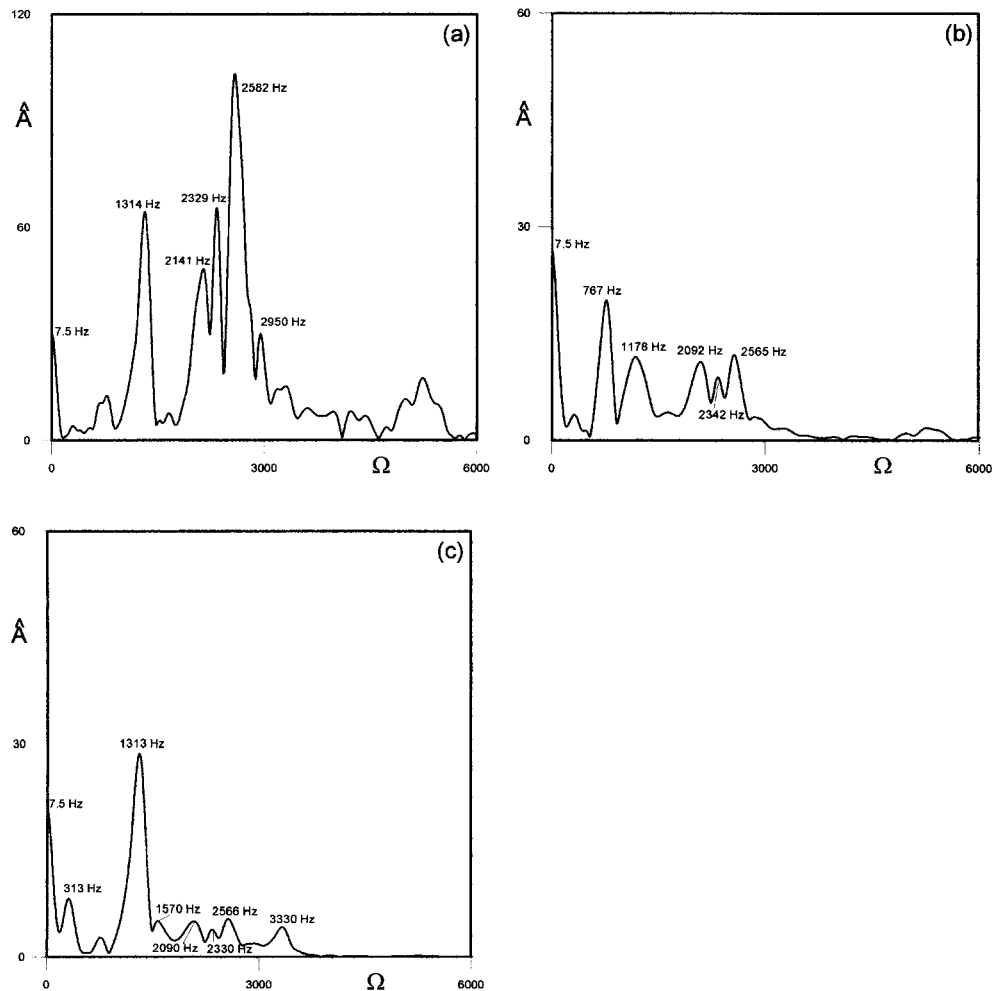 120
(a)
Â
2582 Hz
1314 Hz
2329 Hz
60
2141 Hz
7.5 Hz
2950 Hz
0
0
3000
Ω
6000
60
(b)
Â
30
7.5 Hz
767 Hz
1178 Hz
2092 Hz
2565 Hz
2342 Hz
0
0
3000
Ω
6000
60
(c)
Â
30
1313 Hz
7.5 Hz
313 Hz
1570 Hz
2566 Hz
3330 Hz
2090 Hz
2330 Hz
0
0
3000
Ω
6000